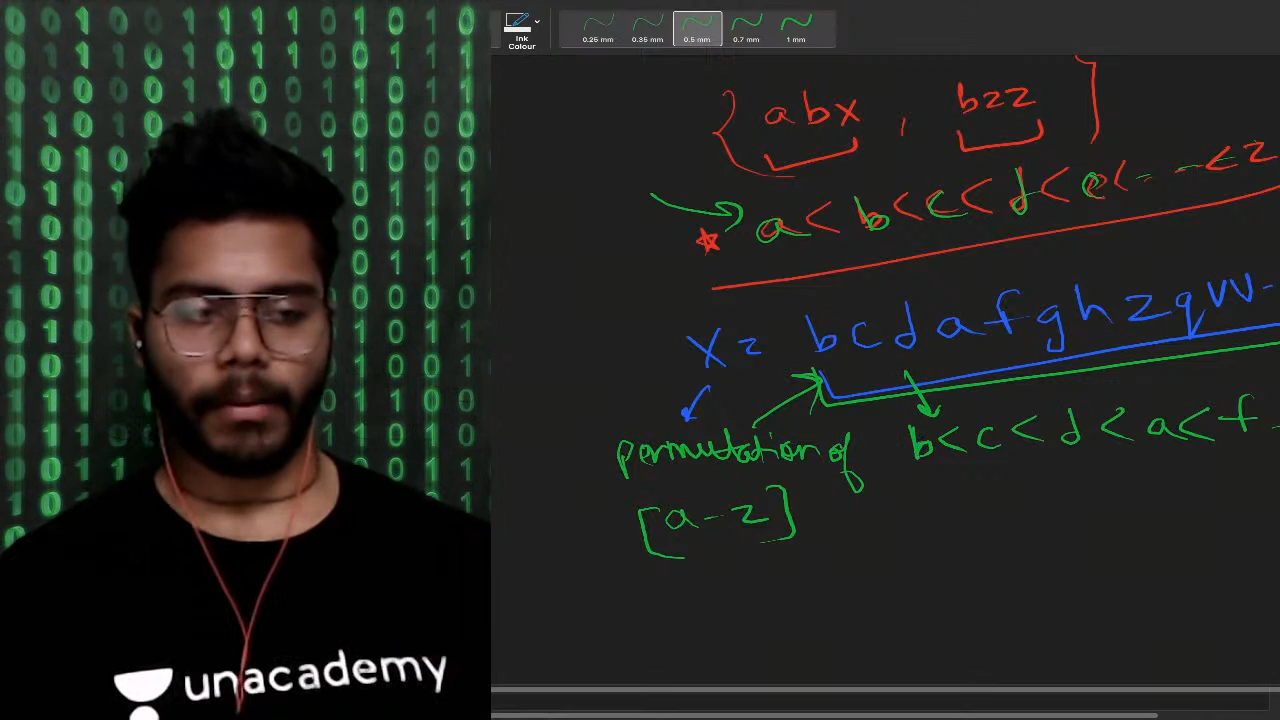 Ink
Colour
0.25 mm
0.35 mm
0.5 mm
0.7 mm
1 mm
{ abx , bzz }
* a < b < c < d < e < - - - < z
x = b c d a f g h z q w -
permutation of
b < c < d < a < f -
[a-z]
unacademy